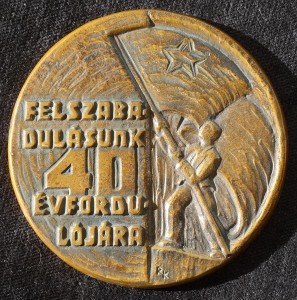 FELSZABA
DULÁSUNK
40
ÉVFORDU
LÓJÁRA